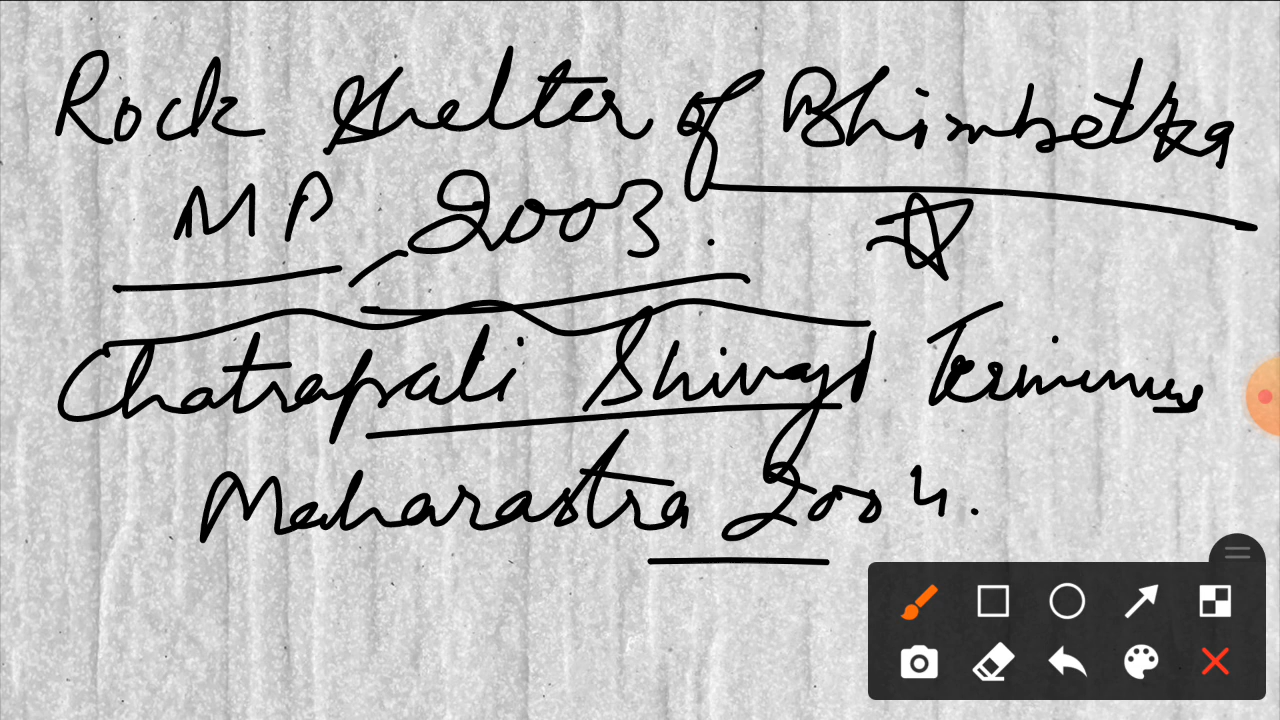 Rock Shelter of Bhimbetka
MP 2003.
Chatrapati Shivaji Terminus
Maharastra 2004.